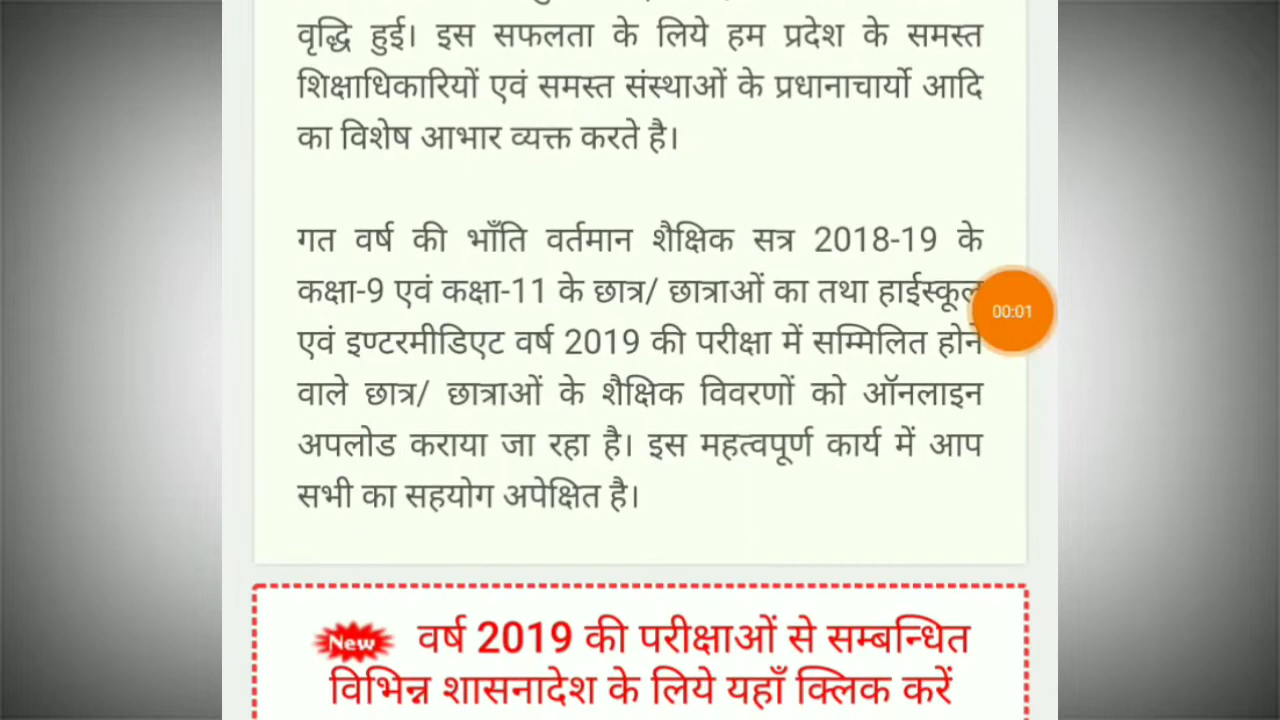 वृद्धि हुई। इस सफलता के लिये हम प्रदेश के समस्त
शिक्षाधिकारियों एवं समस्त संस्थाओं के प्रधानाचार्यो आदि
का विशेष आभार व्यक्त करते है।
गत वर्ष की भाँति वर्तमान शैक्षिक सत्र 2018-19 के
कक्षा-9 एवं कक्षा-11 के छात्र/ छात्राओं का तथा हाईस्कूल
00:01
एवं इण्टरमीडिएट वर्ष 2019 की परीक्षा में सम्मिलित होने
वाले छात्र/ छात्राओं के शैक्षिक विवरणों को ऑनलाइन
अपलोड कराया जा रहा है। इस महत्वपूर्ण कार्य में आप
सभी का सहयोग अपेक्षित है।
New वर्ष 2019 की परीक्षाओं से सम्बन्धित
विभिन्न शासनादेश के लिये यहाँ क्लिक करें